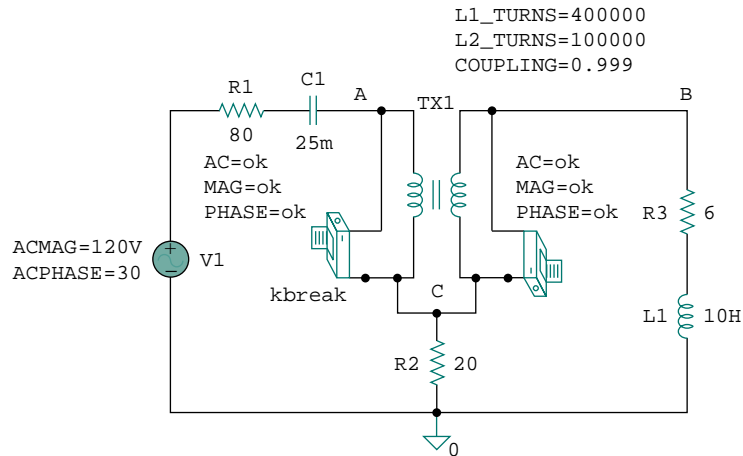 L1_TURNS=400000
L2_TURNS=100000
COUPLING=0.999
R1
C1
A
TX1
B
80
25m
AC=ok
MAG=ok
PHASE=ok
AC=ok
MAG=ok
PHASE=ok
R3
6
ACMAG=120V
ACPHASE=30
+
−
V1
kbreak
C
L1
10H
R2
20
0